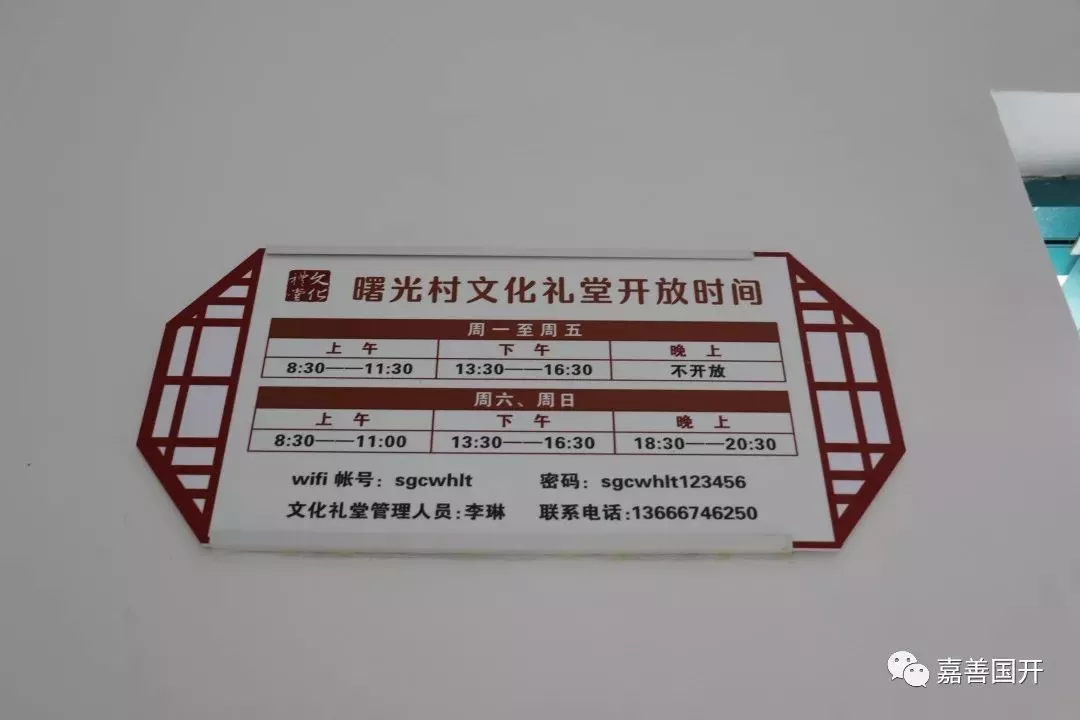 文化礼堂
曙光村文化礼堂开放时间
周一至周五
上午 下午 晚上
8:30——11:30 13:30——16:30 不开放
周六、周日
上午 下午 晚上
8:30——11:00 13:30——16:30 18:30——20:30
wifi 帐号：sgcwhlt 密码：sgcwhlt123456
文化礼堂管理人员:李琳 联系电话:13666746250
嘉善国开